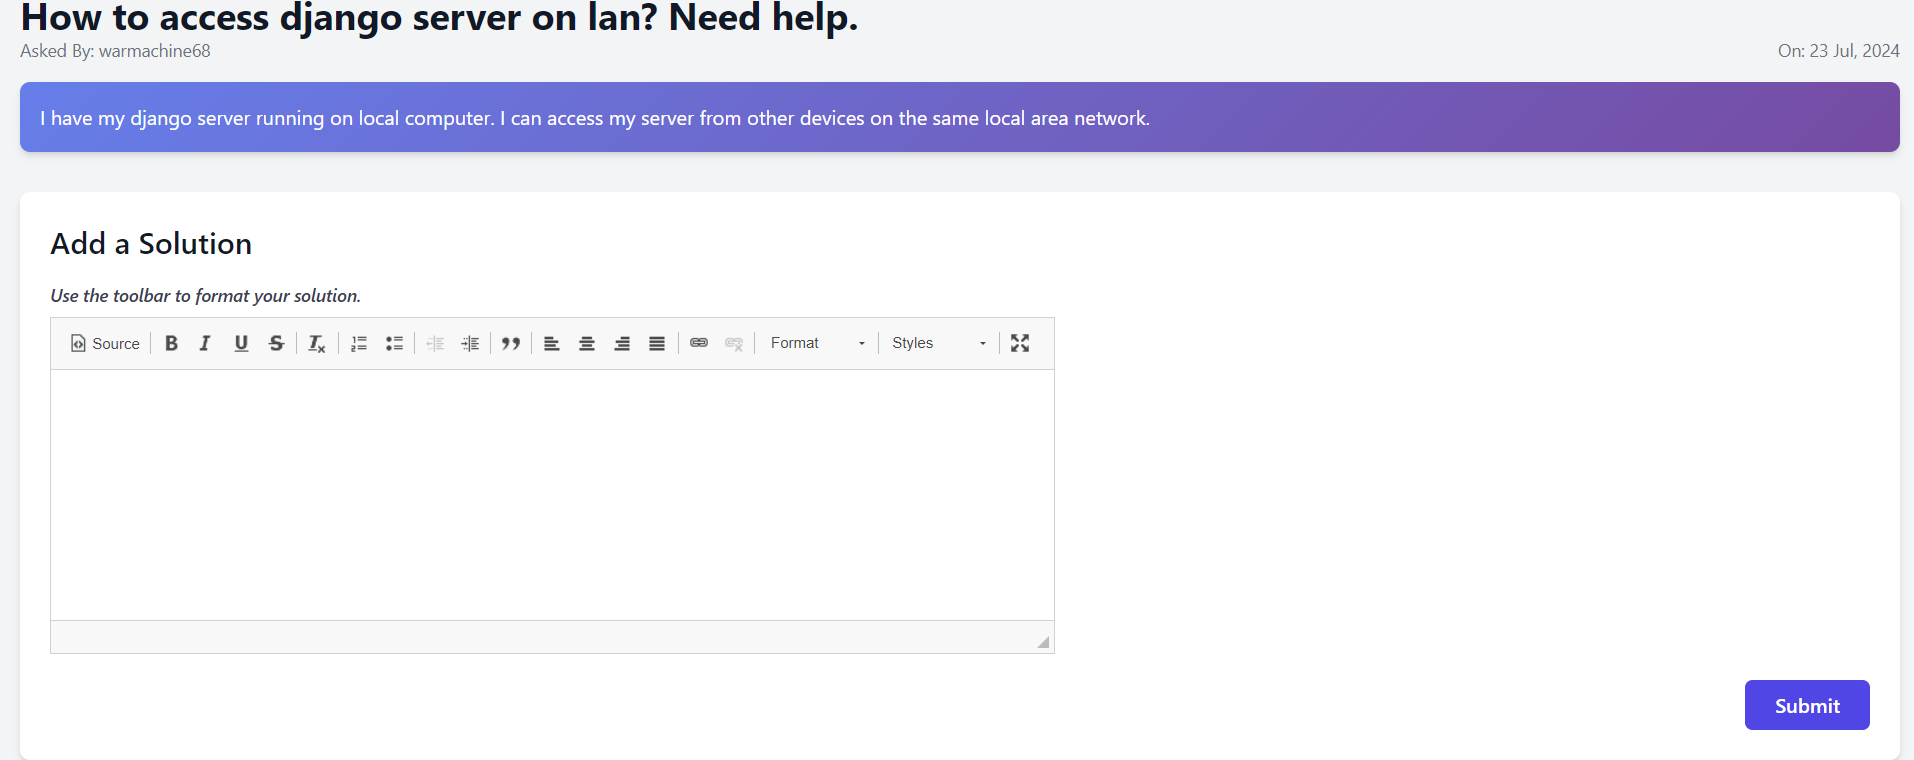 How to access django server on lan? Need help.
Asked By: warmachine68
On: 23 Jul, 2024
I have my django server running on local computer. I can access my server from other devices on the same local area network.
Add a Solution
Use the toolbar to format your solution.
Source B I U S Tx Format Styles
Submit